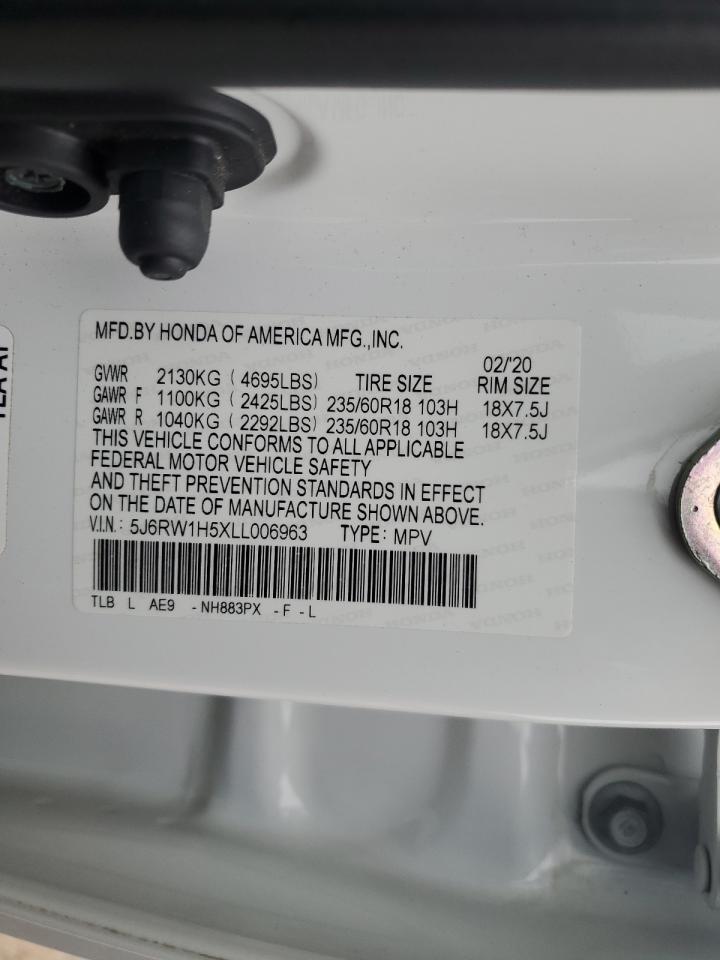 MFD.BY HONDA OF AMERICA MFG.,INC.
02/'20
GVWR 2130KG ( 4695LBS) TIRE SIZE RIM SIZE
GAWR F 1100KG ( 2425LBS) 235/60R18 103H 18X7.5J
GAWR R 1040KG ( 2292LBS) 235/60R18 103H 18X7.5J
THIS VEHICLE CONFORMS TO ALL APPLICABLE
FEDERAL MOTOR VEHICLE SAFETY
AND THEFT PREVENTION STANDARDS IN EFFECT
ON THE DATE OF MANUFACTURE SHOWN ABOVE.
V.I.N.: 5J6RW1H5XLL006963 TYPE: MPV
TLB L AE9 -NH883PX -F -L